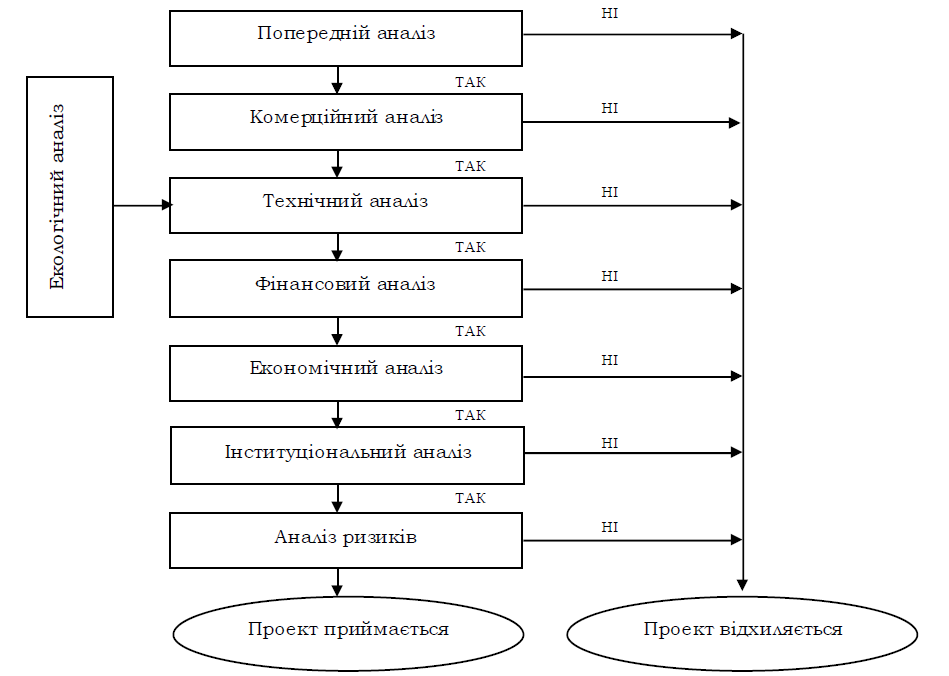 Попередній аналіз
НІ
ТАК
Комерційний аналіз
НІ
ТАК
Екологічний аналіз
Технічний аналіз
НІ
ТАК
Фінансовий аналіз
НІ
ТАК
Економічний аналіз
НІ
ТАК
Інституціональний аналіз
НІ
ТАК
Аналіз ризиків
НІ
Проект приймається
Проект відхиляється